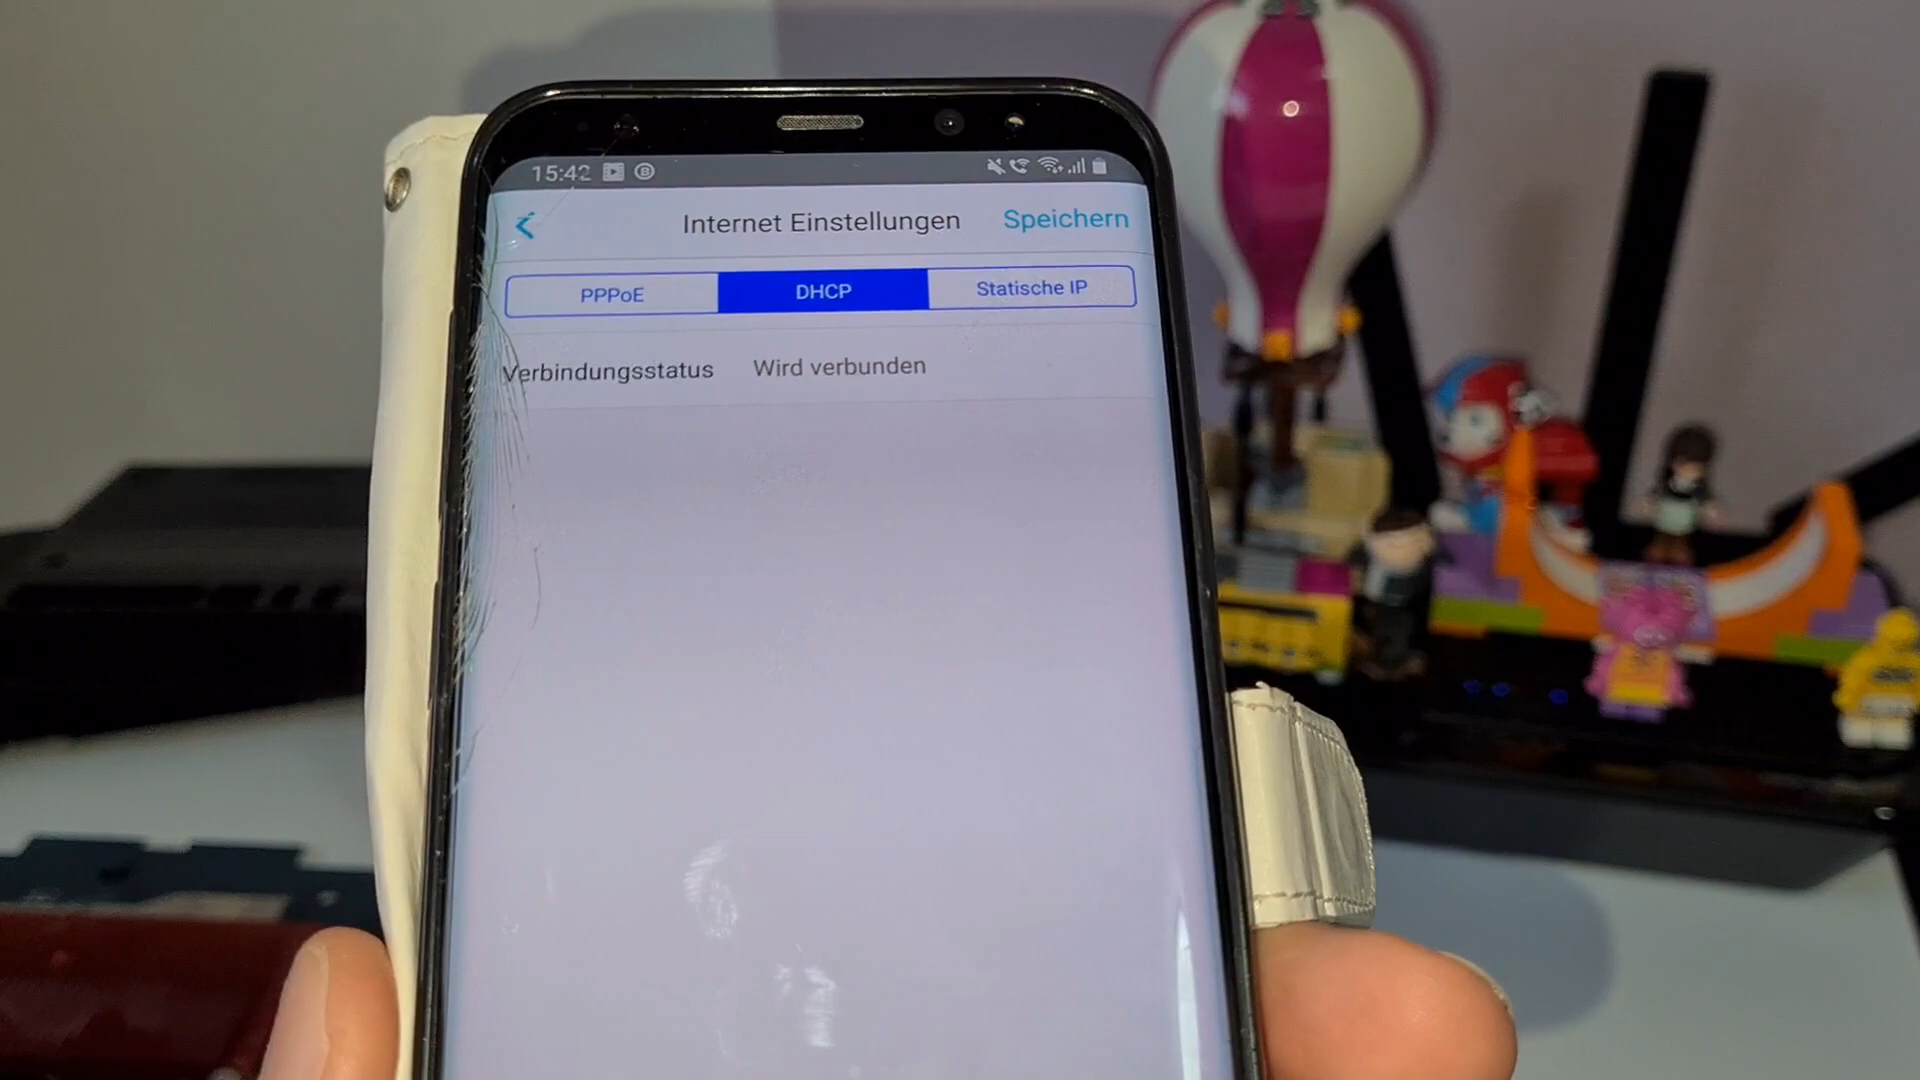 15:42
Internet Einstellungen Speichern
PPPoE DHCP Statische IP
Verbindungsstatus Wird verbunden